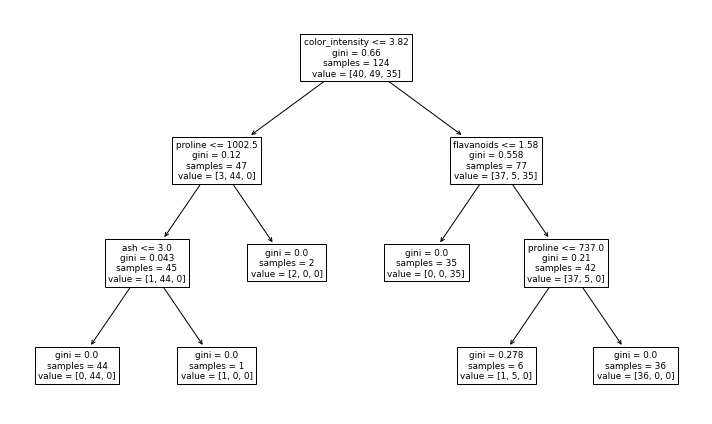 color_intensity <= 3.82
gini = 0.66
samples = 124
value = [40, 49, 35]
proline <= 1002.5
gini = 0.12
samples = 47
value = [3, 44, 0]
flavanoids <= 1.58
gini = 0.558
samples = 77
value = [37, 5, 35]
ash <= 3.0
gini = 0.043
samples = 45
value = [1, 44, 0]
gini = 0.0
samples = 2
value = [2, 0, 0]
gini = 0.0
samples = 35
value = [0, 0, 35]
proline <= 737.0
gini = 0.21
samples = 42
value = [37, 5, 0]
gini = 0.0
samples = 44
value = [0, 44, 0]
gini = 0.0
samples = 1
value = [1, 0, 0]
gini = 0.278
samples = 6
value = [1, 5, 0]
gini = 0.0
samples = 36
value = [36, 0, 0]